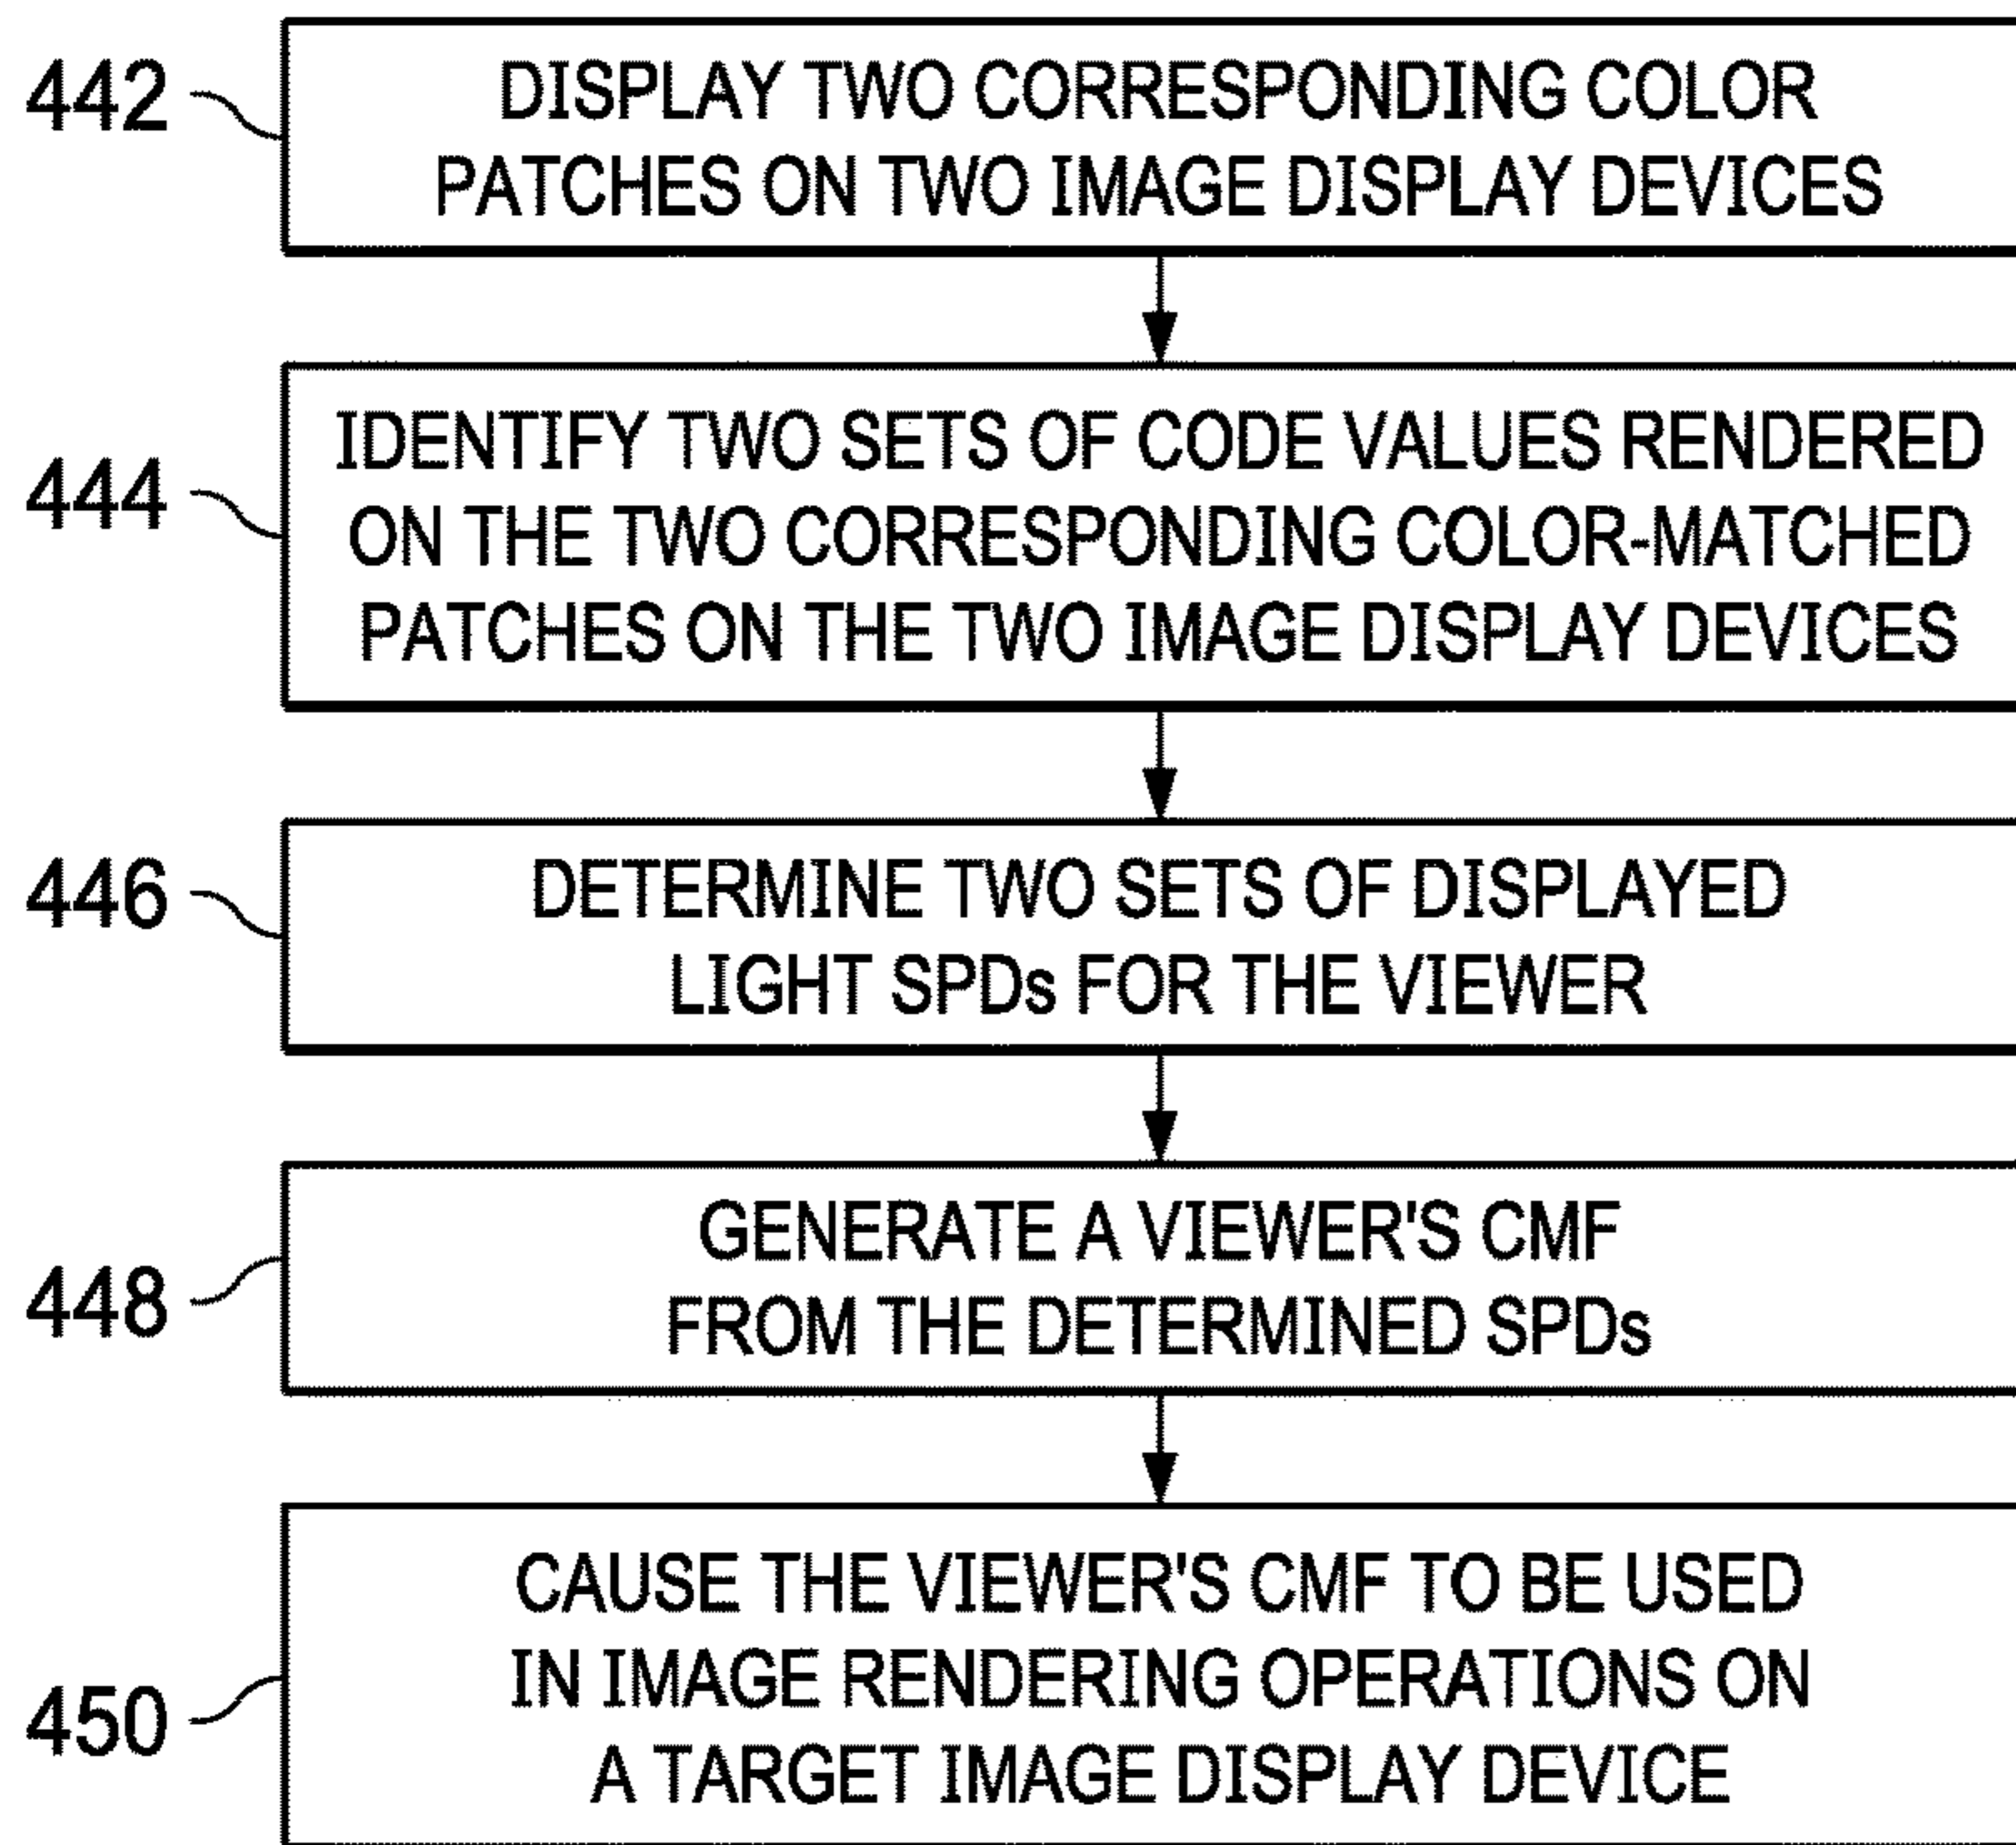 442
DISPLAY TWO CORRESPONDING COLOR
PATCHES ON TWO IMAGE DISPLAY DEVICES
444
IDENTIFY TWO SETS OF CODE VALUES RENDERED
ON THE TWO CORRESPONDING COLOR-MATCHED
PATCHES ON THE TWO IMAGE DISPLAY DEVICES
446
DETERMINE TWO SETS OF DISPLAYED
LIGHT SPDs FOR THE VIEWER
448
GENERATE A VIEWER'S CMF
FROM THE DETERMINED SPDs
450
CAUSE THE VIEWER'S CMF TO BE USED
IN IMAGE RENDERING OPERATIONS ON
A TARGET IMAGE DISPLAY DEVICE